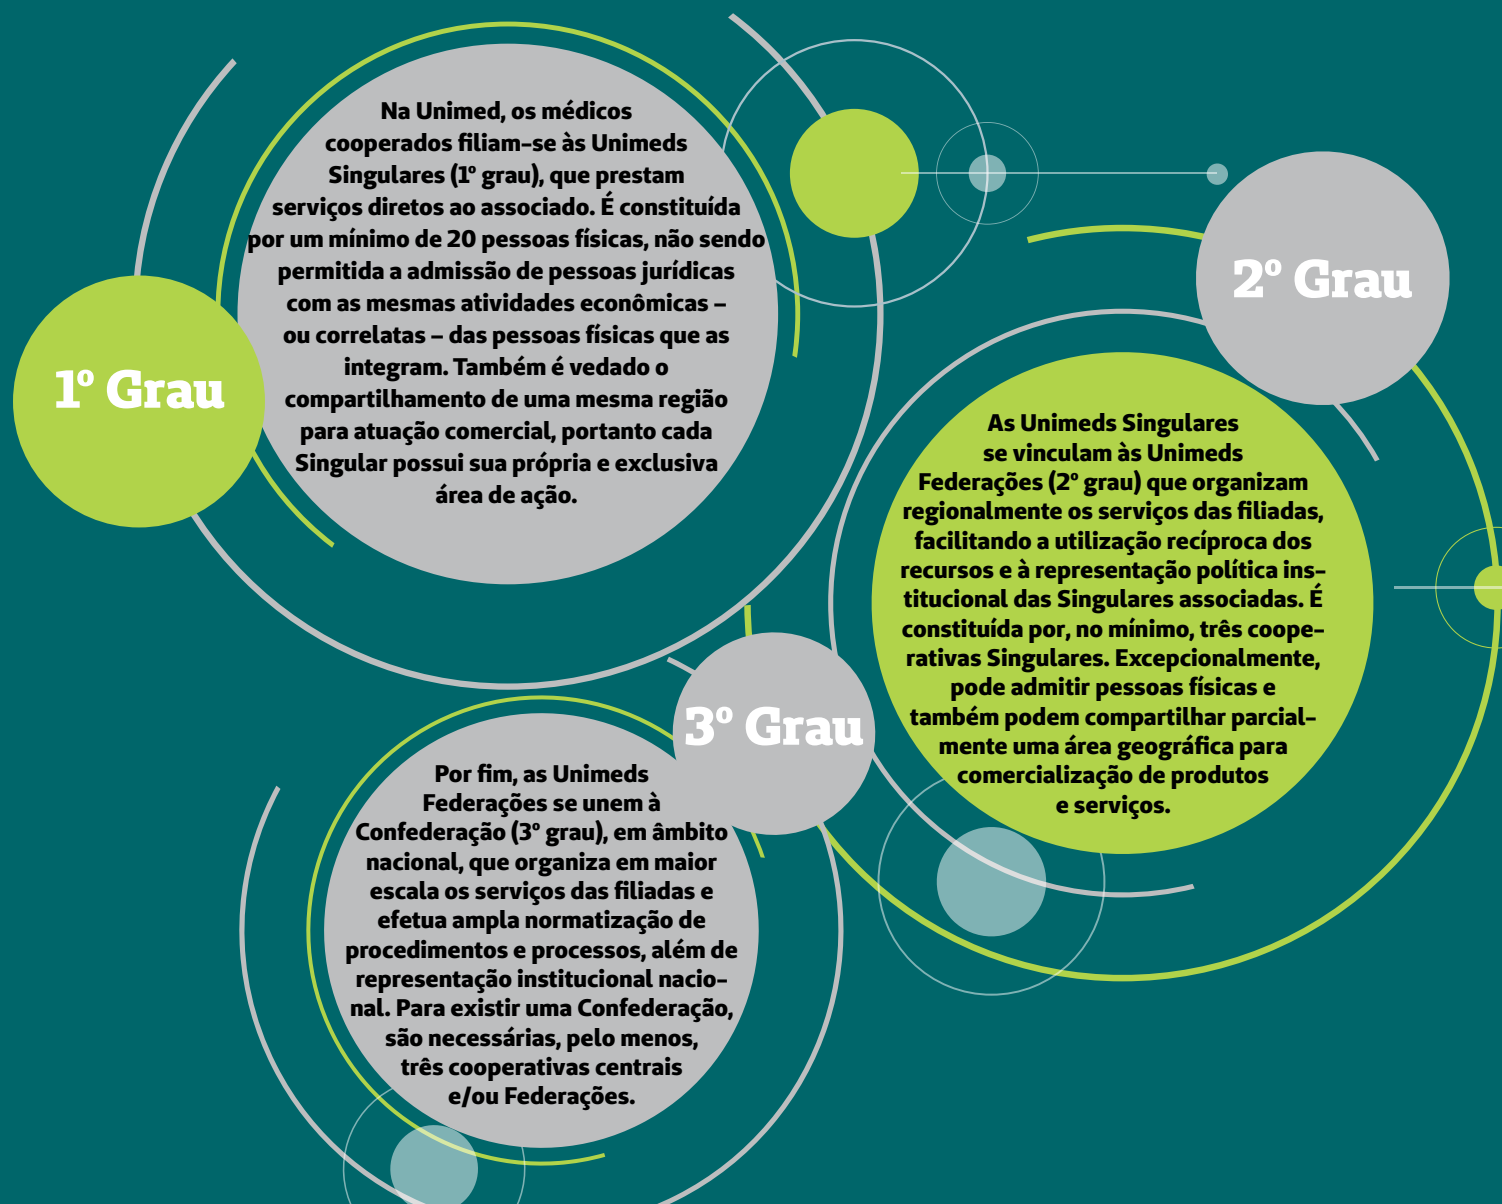 1º Grau
Na Unimed, os médicos
cooperados filiam-se às Unimeds
Singulares (1º grau), que prestam
serviços diretos ao associado. É constituída
por um mínimo de 20 pessoas físicas, não sendo
permitida a admissão de pessoas jurídicas
com as mesmas atividades econômicas –
ou correlatas – das pessoas físicas que as
integram. Também é vedado o
compartilhamento de uma mesma região
para atuação comercial, portanto cada
Singular possui sua própria e exclusiva
área de ação.
2º Grau
As Unimeds Singulares
se vinculam às Unimeds
Federações (2º grau) que organizam
regionalmente os serviços das filiadas,
facilitando a utilização recíproca dos
recursos e à representação política ins-
titucional das Singulares associadas. É
constituída por, no mínimo, três coope-
rativas Singulares. Excepcionalmente,
pode admitir pessoas físicas e
também podem compartilhar parcial-
mente uma área geográfica para
comercialização de produtos
e serviços.
3º Grau
Por fim, as Unimeds
Federações se unem à
Confederação (3º grau), em âmbito
nacional, que organiza em maior
escala os serviços das filiadas e
efetua ampla normatização de
procedimentos e processos, além de
representação institucional nacio-
nal. Para existir uma Confederação,
são necessárias, pelo menos,
três cooperativas centrais
e/ou Federações.